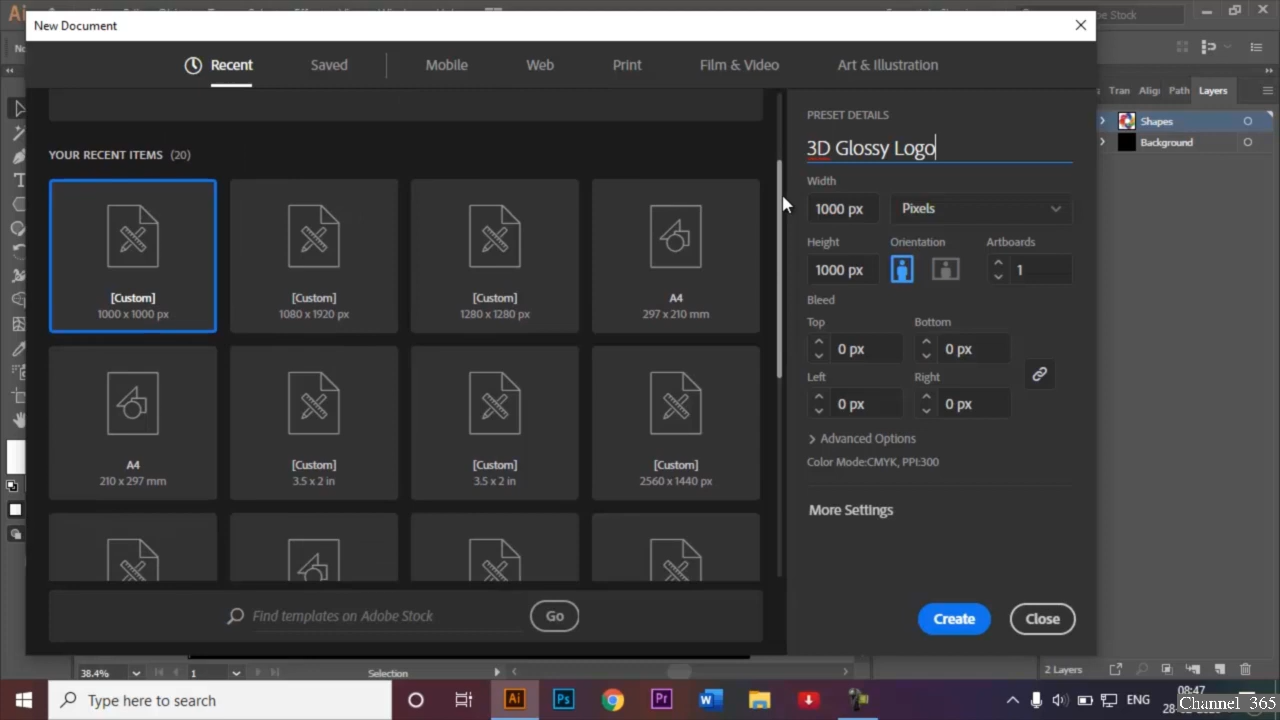 Ai
Stock
New Document
Recent
Saved
Mobile
Web
Print
Film & Video
Art & Illustration
Tran
Path
Layers
Shapes
Background
PRESET DETAILS
3D Glossy Logo
YOUR RECENT ITEMS (20)
Width
1000 px
Pixels
Height
Orientation
Artboards
1000 px
1
Bleed
Top
Bottom
0 px
0 px
Left
Right
0 px
0 px
Advanced Options
Color Mode:CMYK, PPI:300
More Settings
[Custom]
1000 x 1000 px
[Custom]
1080 x 1920 px
[Custom]
1280 x 1280 px
A4
297 x 210 mm
A4
210 x 297 mm
[Custom]
3.5 x 2 in
[Custom]
3.5 x 2 in
[Custom]
2560 x 1440 px
Find templates on Adobe Stock
Go
Create
Close
38.4%
1
Selection
2 Layers
Type here to search
Ai
Ps
Pr
W
ENG
08:47
28-
Channel 365